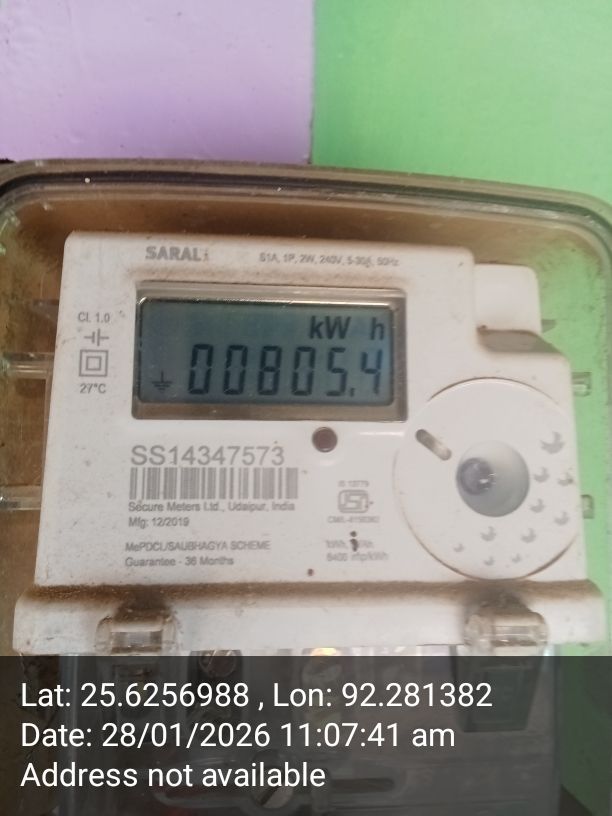 SARAL
S1A, 1P, 2W, 240V, 5-30A, 50Hz
Cl. 1.0
27°C
kW h
00805.4
SS14347573
Secure Meters Ltd., Udaipur, India
Mfg: 12/2019
MePDCL/SAUBHAGYA SCHEME
Guarantee - 36 Months
IS 13779
6400 imp/kWh
Lat: 25.6256988 , Lon: 92.281382
Date: 28/01/2026 11:07:41 am
Address not available